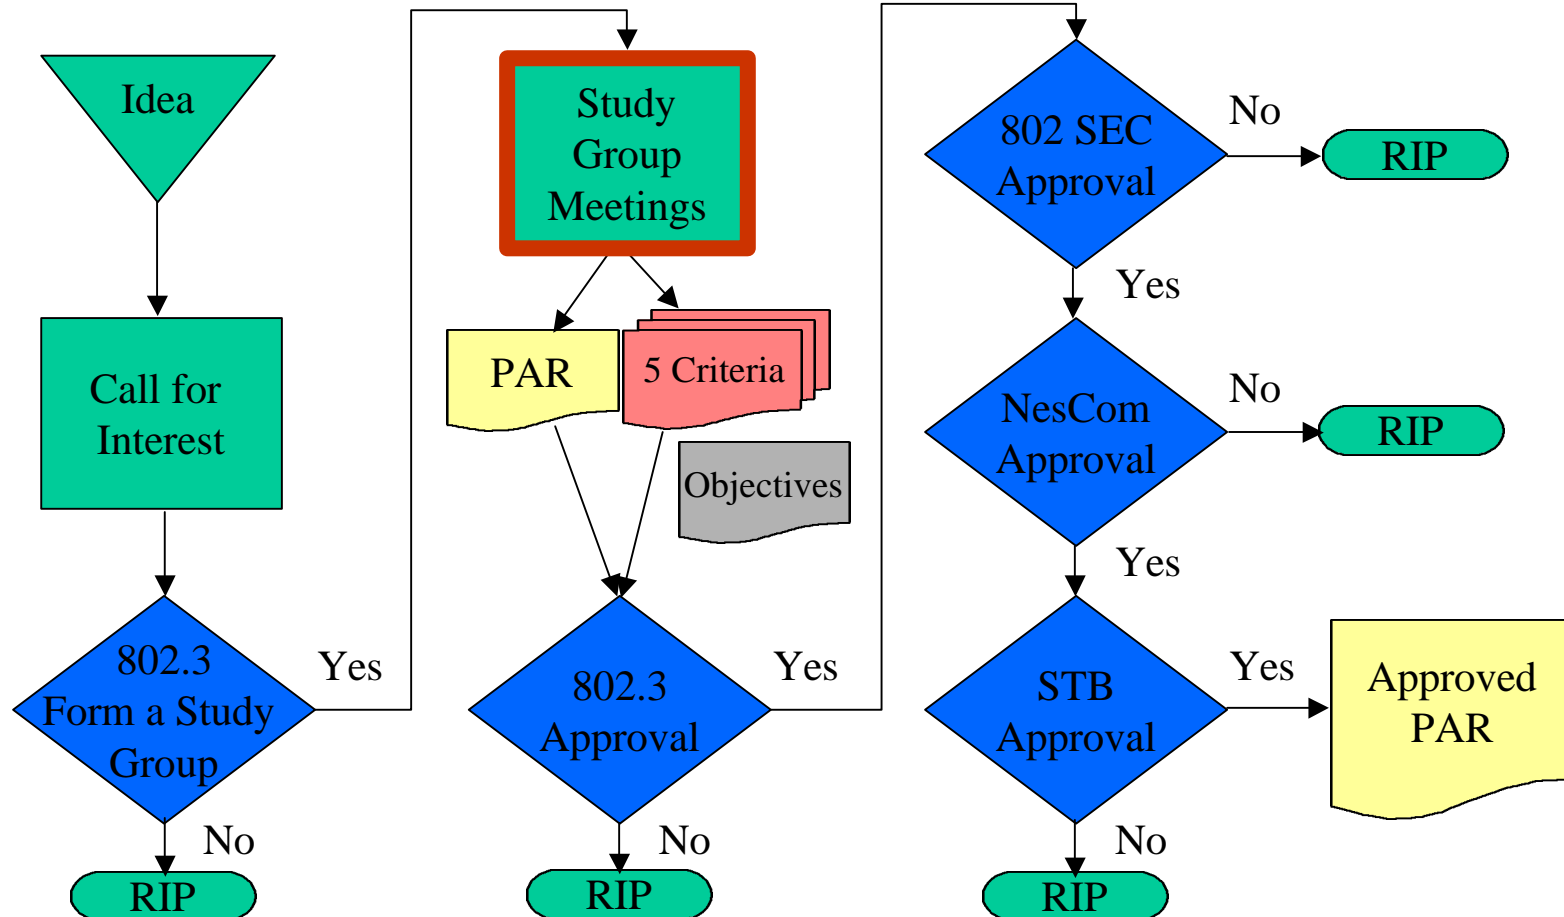 Idea
Call for
Interest
802.3
Form a Study
Group
Yes
No
RIP
Study
Group
Meetings
PAR
5 Criteria
Objectives
802.3
Approval
Yes
No
RIP
802 SEC
Approval
No
RIP
Yes
NesCom
Approval
No
RIP
Yes
STB
Approval
Yes
Approved
PAR
No
RIP